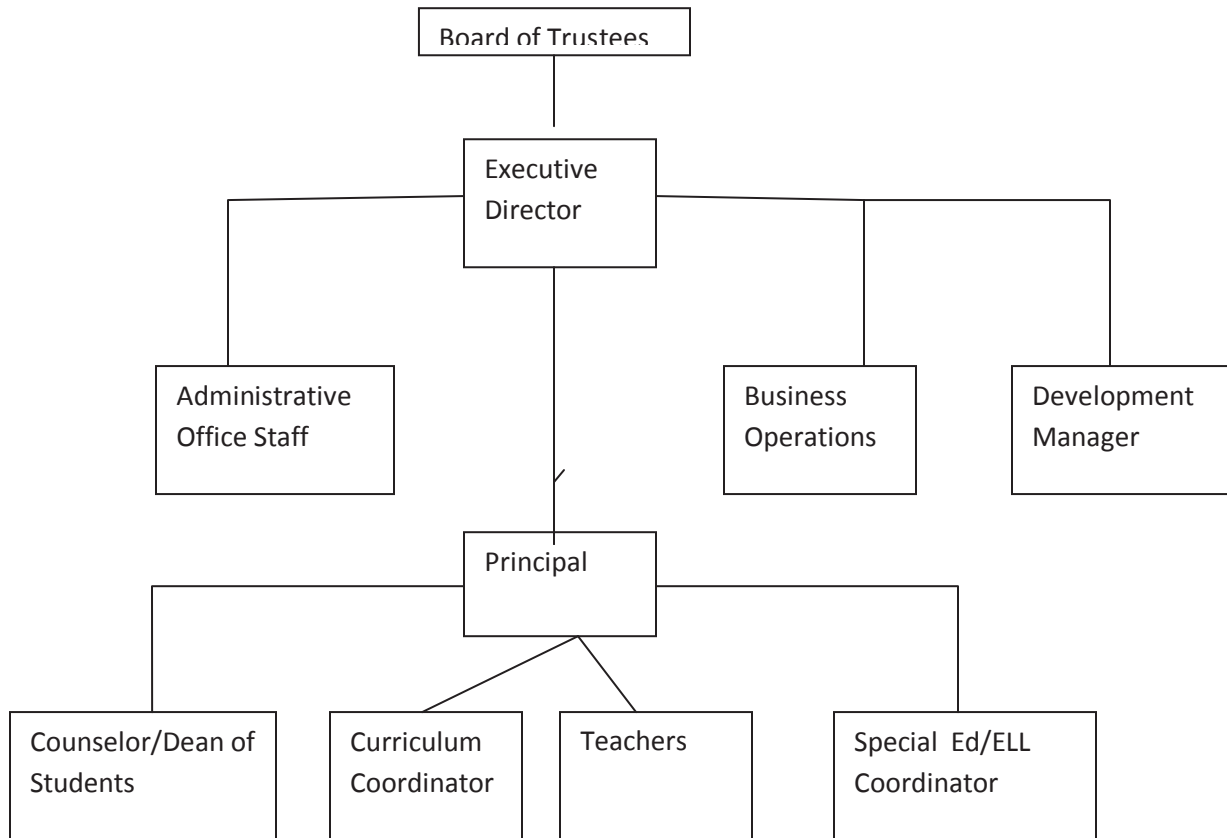 Board of Trustees
Executive
Director
Administrative
Office Staff
Business
Operations
Development
Manager
Principal
Counselor/Dean of
Students
Curriculum
Coordinator
Teachers
Special Ed/ELL
Coordinator